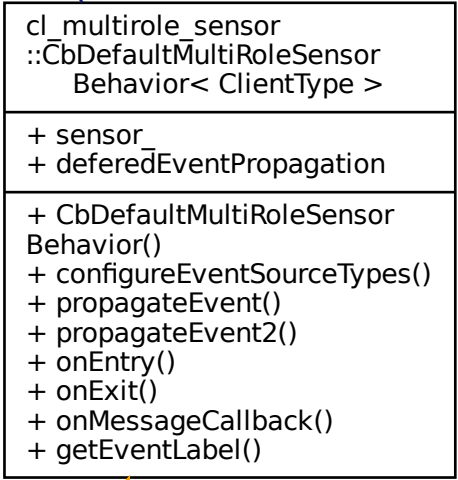 cl_multirole_sensor
::CbDefaultMultiRoleSensor
Behavior< ClientType >
+ sensor_
+ deferedEventPropagation
+ CbDefaultMultiRoleSensor
Behavior()
+ configureEventSourceTypes()
+ propagateEvent()
+ propagateEvent2()
+ onEntry()
+ onExit()
+ onMessageCallback()
+ getEventLabel()